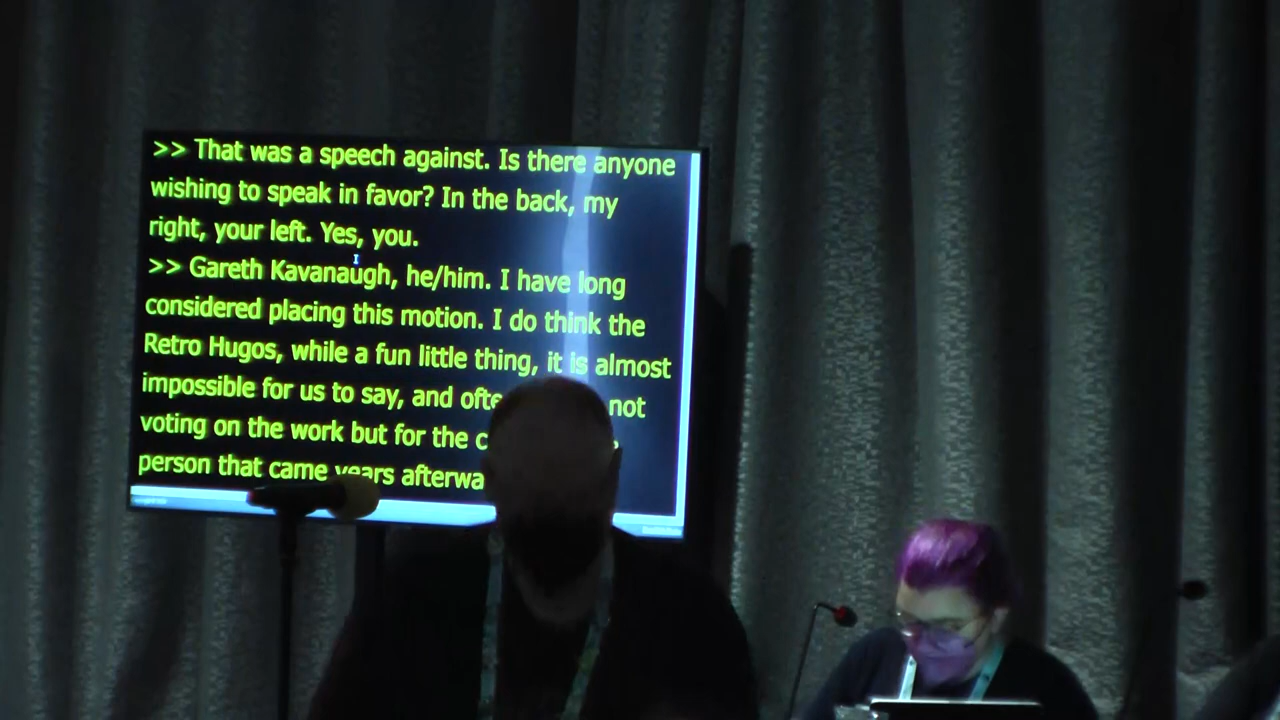 >> That was a speech against. Is there anyone
wishing to speak in favor? In the back, my
right, your left. Yes, you.
>> Gareth Kavanaugh, he/him. I have long
considered placing this motion. I do think the
Retro Hugos, while a fun little thing, it is almost
impossible for us to say, and not
voting on the work but for the
person that came years